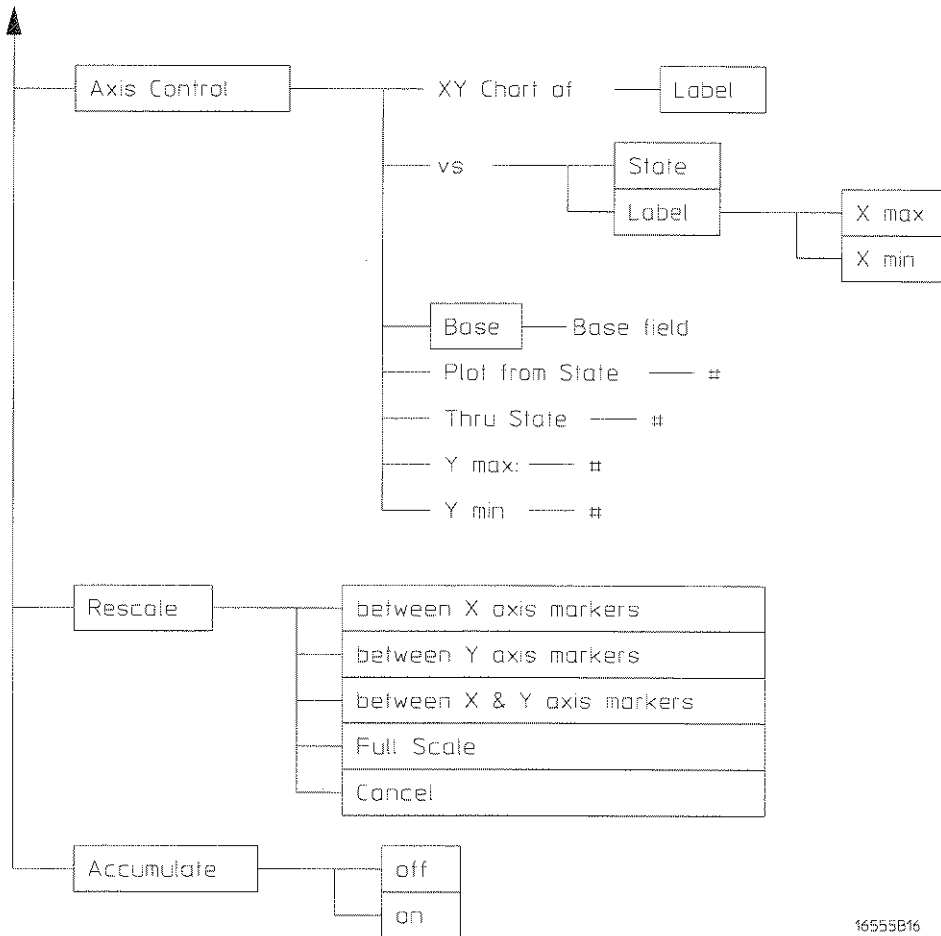 Axis Control
XY Chart of
Label
vs
State
Label
X max
X min
Base
Base field
Plot from State #
Thru State #
Y max: #
Y min #
Rescale
between X axis markers
between Y axis markers
between X & Y axis markers
Full Scale
Cancel
Accumulate
off
on
16555B16